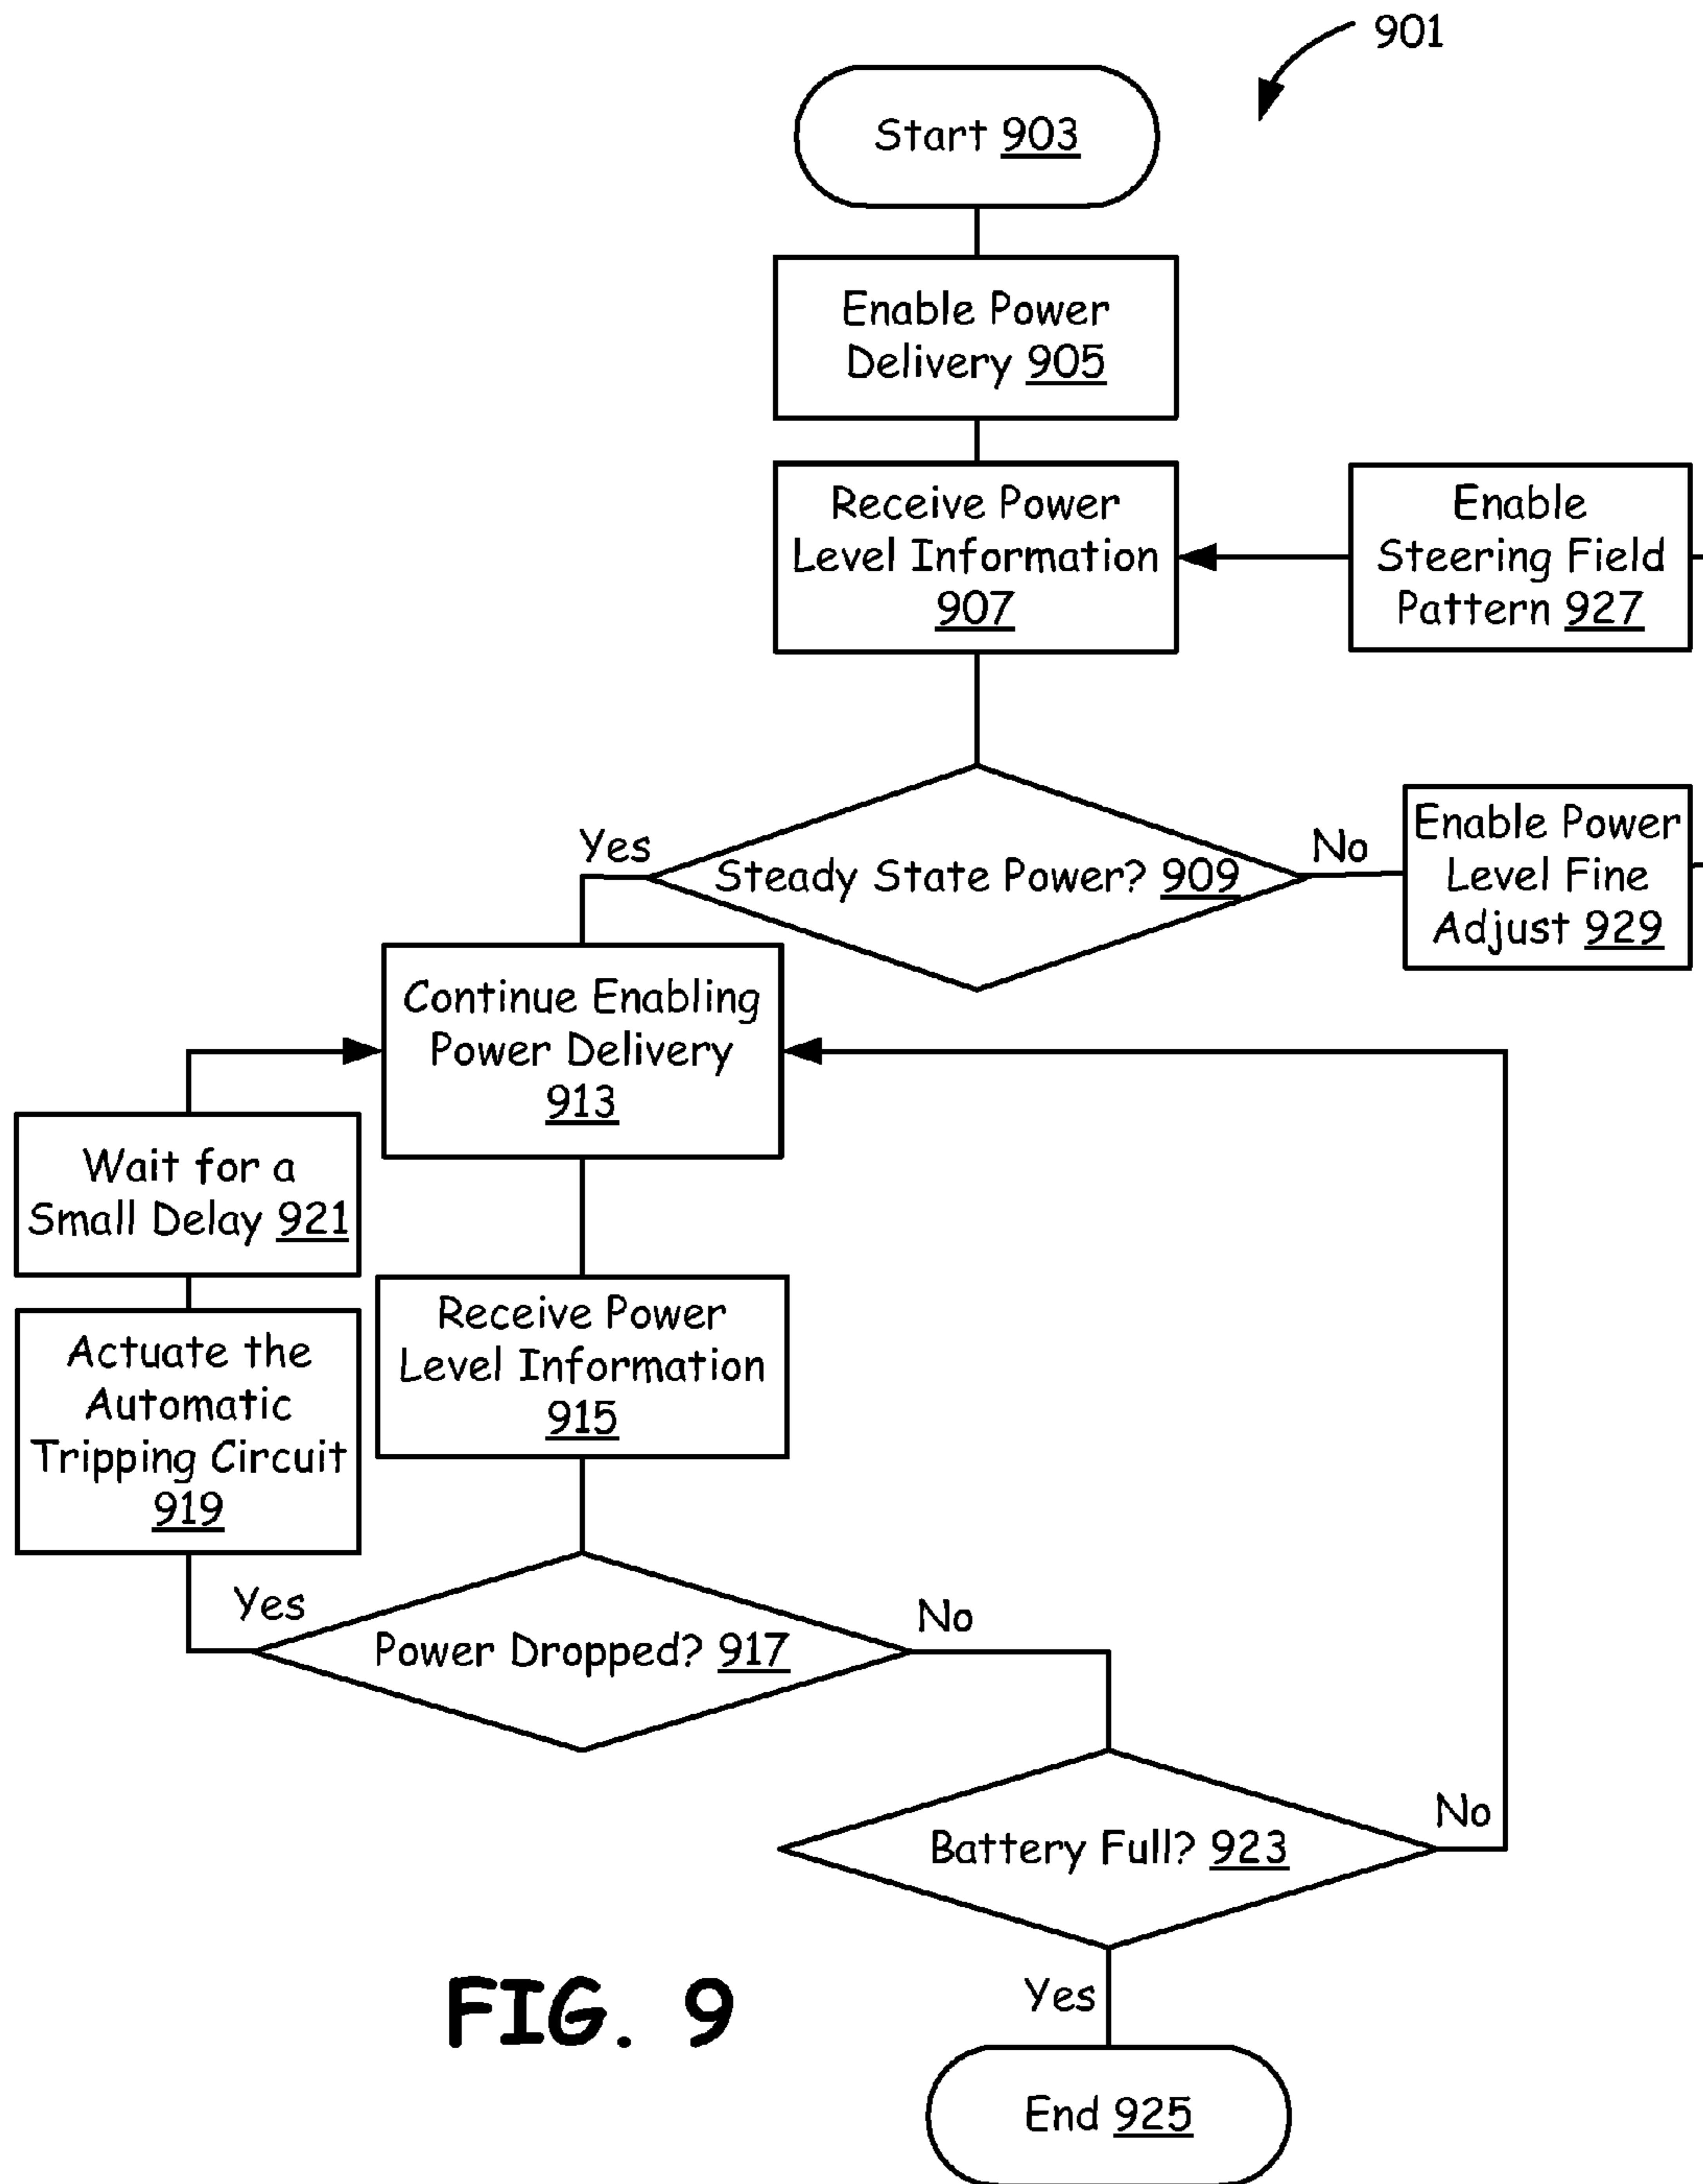 901
Start 903
Enable Power
Delivery 905
Receive Power
Level Information
907
Enable
Steering Field
Pattern 927
Yes
Steady State Power? 909
No
Enable Power
Level Fine
Adjust 929
Continue Enabling
Power Delivery
913
Wait for a
Small Delay 921
Receive Power
Level Information
915
Actuate the
Automatic
Tripping Circuit
919
Yes
Power Dropped? 917
No
Battery Full? 923
No
Yes
End 925
FIG. 9